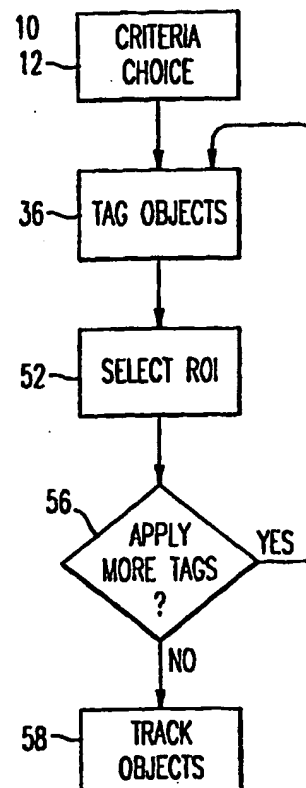 10
12
CRITERIA
CHOICE
36
TAG OBJECTS
52
SELECT ROI
56
APPLY
MORE TAGS
?
YES
NO
58
TRACK
OBJECTS